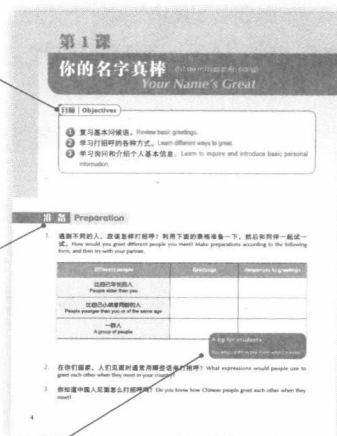 第 1 课
你的名字真棒
Your Name's Great
目标 | Objectives
1 复习基本问候语。Review basic greetings.
2 学习打招呼的各种方式。Learn different ways to greet.
3 学习询问和介绍个人基本信息。Learn to inquire and introduce basic personal
information.
准 备 Preparation
1. 遇到不同的人，应该怎样打招呼？利用下面的表格准备一下，然后和同伴一起试一
试。How would you greet different people you meet? Make preparations according to the following
form, and then try with your partner.
Different people Greetings Responses to greetings
比自己年长的人
People older than you
比自己小或者同龄的人
People younger than you or of the same age
一群人
A group of people
A tip for students
2. 在你们国家，人们见面时通常用哪些话来打招呼？What expressions would people use to
greet each other when they meet in your country?
3. 你知道中国人见面怎么打招呼吗？Do you know how Chinese people greet each other when they
meet?
4